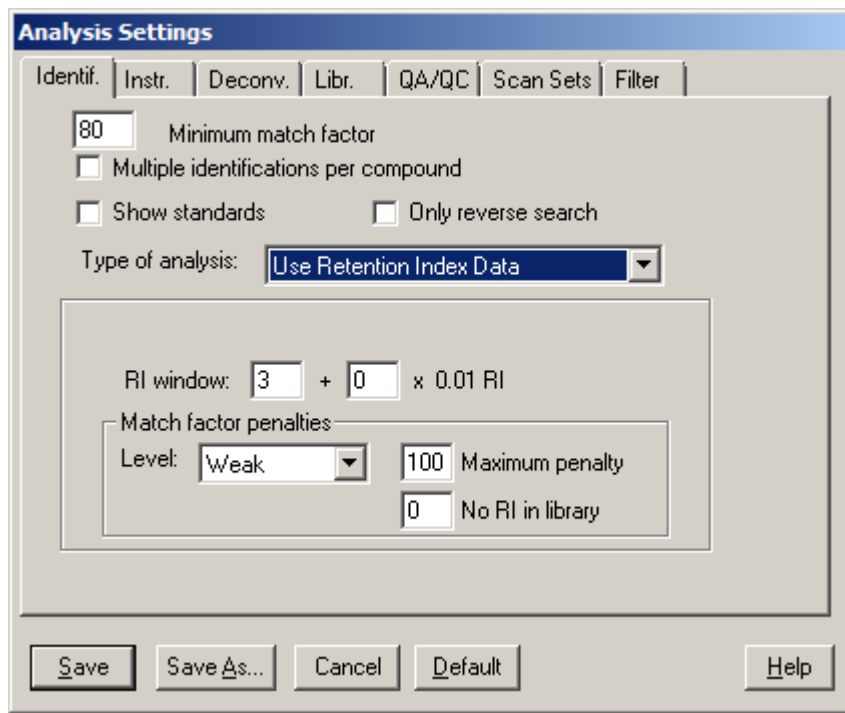 Analysis Settings
Identif. Instr. Deconv. Libr. QA/QC Scan Sets Filter
80 Minimum match factor
Multiple identifications per compound
Show standards Only reverse search
Type of analysis: Use Retention Index Data
RI window: 3 + 0 x 0.01 RI
Match factor penalties
Level: Weak 100 Maximum penalty
0 No RI in library
Save Save As... Cancel Default Help